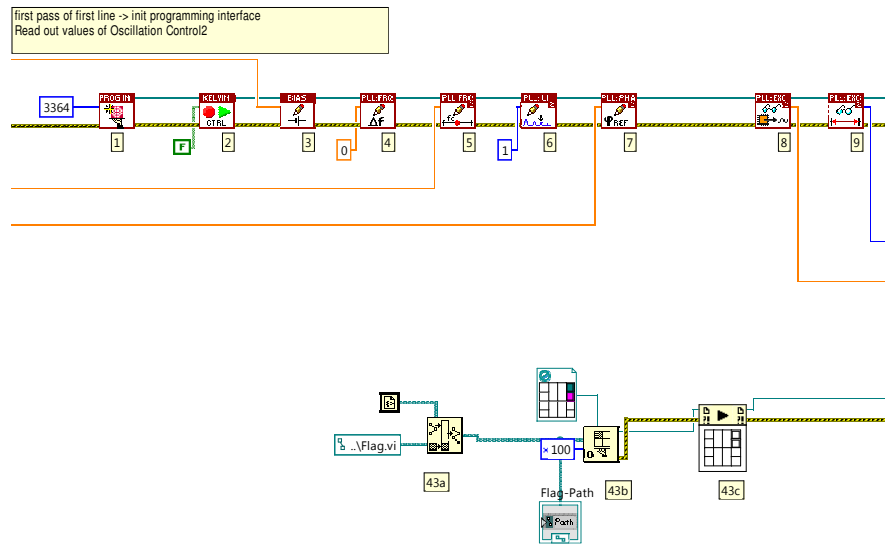 first pass of first line -> init programming interface
Read out values of Oscillation Control2
PROG IN
KELVIN
BIAS
PLL:FRQ
PLL FRQ
PLL:PHA
PLL:EXC
PLL:EXC
3364
CTRL
Δf
f0
φ REF
1
2
3
4
5
6
7
8
9
F
0
1
..\Flag.vi
×100
43a
Flag-Path
43b
43c
Path